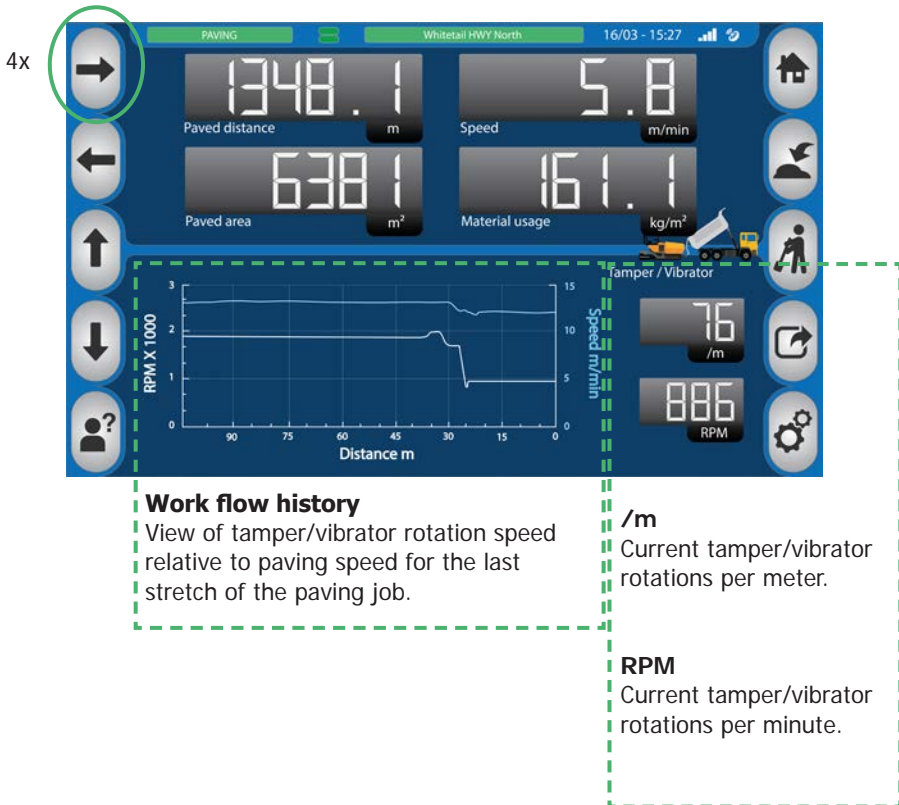 4x
PAVING
Whitetail HWY North
16/03 - 15:27
1348.1
Paved distance
m
5.8
Speed
m/min
6381
Paved area
m²
161.1
Material usage
kg/m²
Tamper / Vibrator
76
/m
886
RPM
RPM X 1000
3
2
1
0
15
10
5
0
Speed m/min
90 75 60 45 30 15 0
Distance m
?
Work flow history
View of tamper/vibrator rotation speed
relative to paving speed for the last
stretch of the paving job.
/m
Current tamper/vibrator
rotations per meter.
RPM
Current tamper/vibrator
rotations per minute.